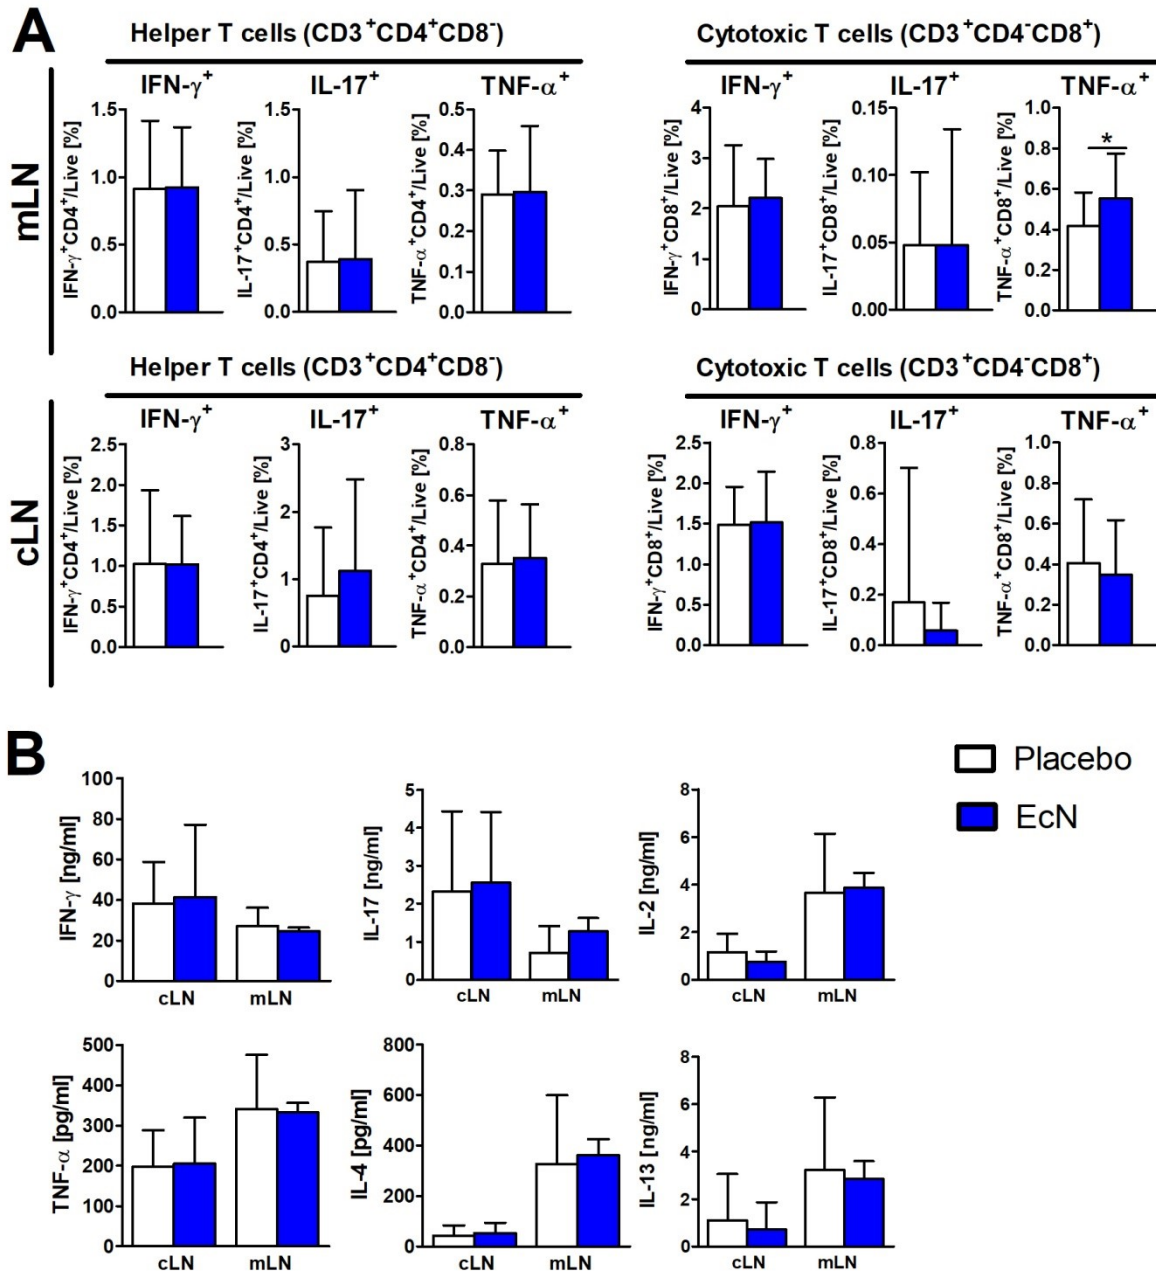 A
Helper T cells (CD3⁺CD4⁺CD8⁻)
Cytotoxic T cells (CD3⁺CD4⁻CD8⁺)
mLN
IFN-γ⁺
IL-17⁺
TNF-α⁺
IFN-γ⁺
IL-17⁺
TNF-α⁺
IFN-γ⁺CD4⁺/Live [%]
1.5
1.0
0.5
0.0
IL-17⁺CD4⁺/Live [%]
1.5
1.0
0.5
0.0
TNF-α⁺CD4⁺/Live [%]
0.5
0.4
0.3
0.2
0.1
0.0
IFN-γ⁺CD8⁺/Live [%]
4
3
2
1
0
IL-17⁺CD8⁺/Live [%]
0.15
0.10
0.05
0.00
TNF-α⁺CD8⁺/Live [%]
1.0
0.8
0.6
0.4
0.2
0.0
*
Helper T cells (CD3⁺CD4⁺CD8⁻)
Cytotoxic T cells (CD3⁺CD4⁻CD8⁺)
cLN
IFN-γ⁺
IL-17⁺
TNF-α⁺
IFN-γ⁺
IL-17⁺
TNF-α⁺
IFN-γ⁺CD4⁺/Live [%]
2.5
2.0
1.5
1.0
0.5
0.0
IL-17⁺CD4⁺/Live [%]
3
2
1
0
TNF-α⁺CD4⁺/Live [%]
0.8
0.6
0.4
0.2
0.0
IFN-γ⁺CD8⁺/Live [%]
2.5
2.0
1.5
1.0
0.5
0.0
IL-17⁺CD8⁺/Live [%]
0.8
0.6
0.4
0.2
0.0
TNF-α⁺CD8⁺/Live [%]
1.0
0.8
0.6
0.4
0.2
0.0
B
Placebo
EcN
IFN-γ [ng/ml]
100
80
60
40
20
0
cLN mLN
IL-17 [ng/ml]
5
4
3
2
1
0
cLN mLN
IL-2 [ng/ml]
8
6
4
2
0
cLN mLN
TNF-α [pg/ml]
500
400
300
200
100
0
cLN mLN
IL-4 [pg/ml]
800
600
400
200
0
cLN mLN
IL-13 [ng/ml]
8
6
4
2
0
cLN mLN